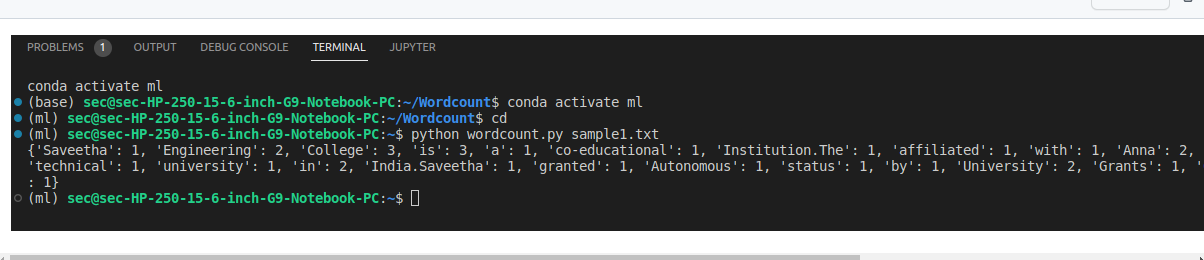 PROBLEMS 1 OUTPUT DEBUG CONSOLE TERMINAL JUPYTER
conda activate ml
(base) sec@sec-HP-250-15-6-inch-G9-Notebook-PC:~/Wordcount$ conda activate ml
(ml) sec@sec-HP-250-15-6-inch-G9-Notebook-PC:~/Wordcount$ cd
(ml) sec@sec-HP-250-15-6-inch-G9-Notebook-PC:~$ python wordcount.py sample1.txt
{'Saveetha': 1, 'Engineering': 2, 'College': 3, 'is': 3, 'a': 1, 'co-educational': 1, 'Institution.The': 1, 'affiliated': 1, 'with': 1, 'Anna': 2,
'technical': 1, 'university': 1, 'in': 2, 'India.Saveetha': 1, 'granted': 1, 'Autonomous': 1, 'status': 1, 'by': 1, 'University': 2, 'Grants': 1, '
: 1}
(ml) sec@sec-HP-250-15-6-inch-G9-Notebook-PC:~$